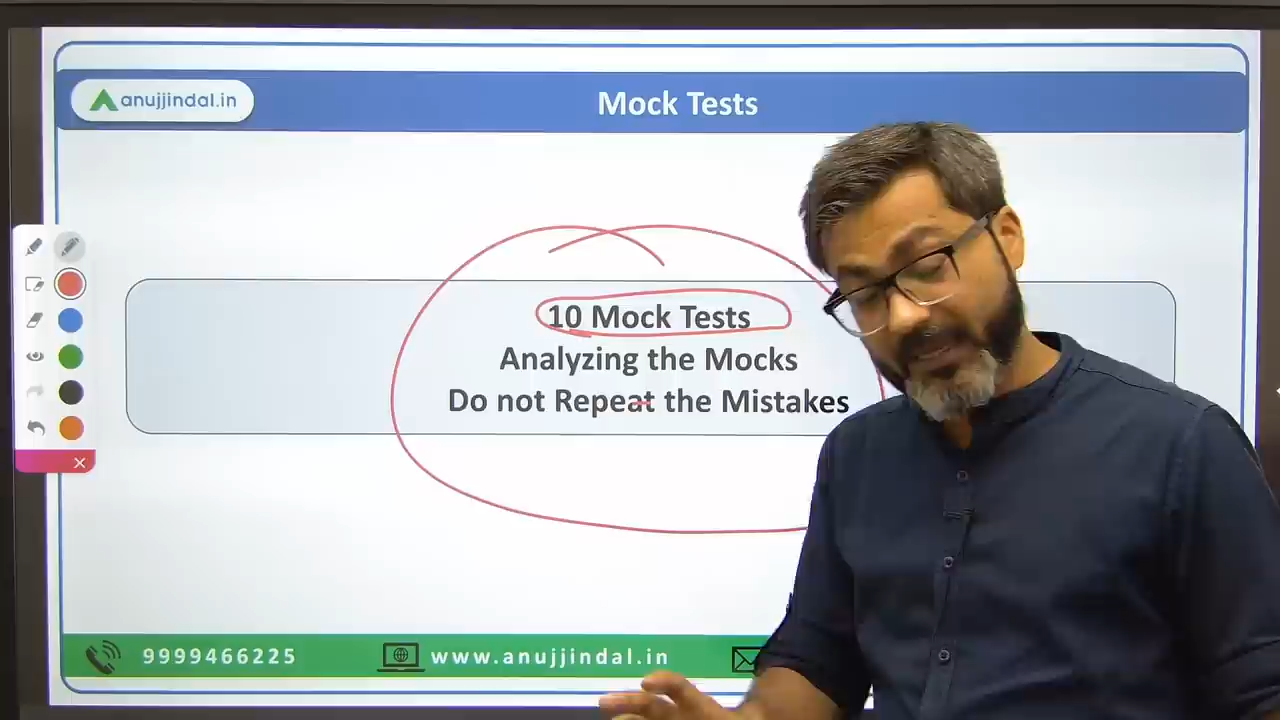 anujjindal.in
Mock Tests
10 Mock Tests
Analyzing the Mocks
Do not Repeat the Mistakes
9999466225
www.anujjindal.in